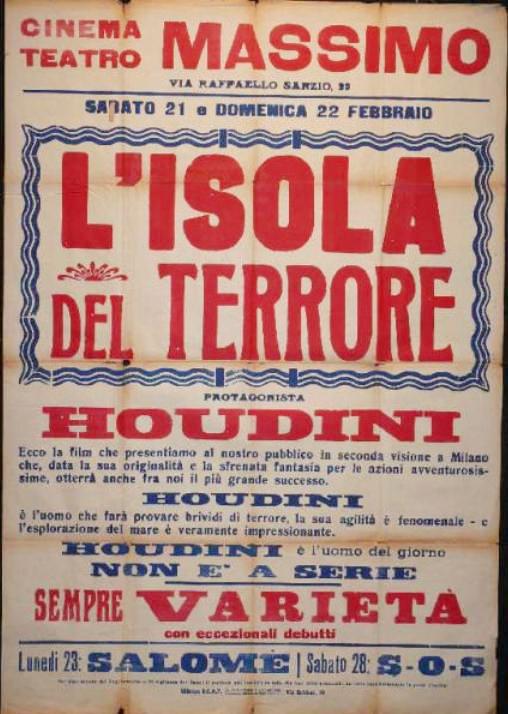 CINEMA
TEATRO MASSIMO
VIA RAFFAELLO SANZIO, 23
SABATO 21 e DOMENICA 22 FEBBRAIO
L'ISOLA
DEL TERRORE
PROTAGONISTA
HOUDINI
Ecco la film che presentiamo al nostro pubblico in seconda visione a Milano
che, data la sua originalità e la sfrenata fantasia per le azioni avventurosis-
sime, otterrà anche fra noi il più grande successo.
HOUDINI
è l'uomo che farà provare brividi di terrore, la sua agilità è fenomenale - e
l'esplorazione del mare è veramente impressionante.
HOUDINI è l'uomo del giorno
NON E' A SERIE
SEMPRE VARIETÀ
con eccezionali debutti
Lunedì 23: SALOMÈ | Sabato 28: S-O-S